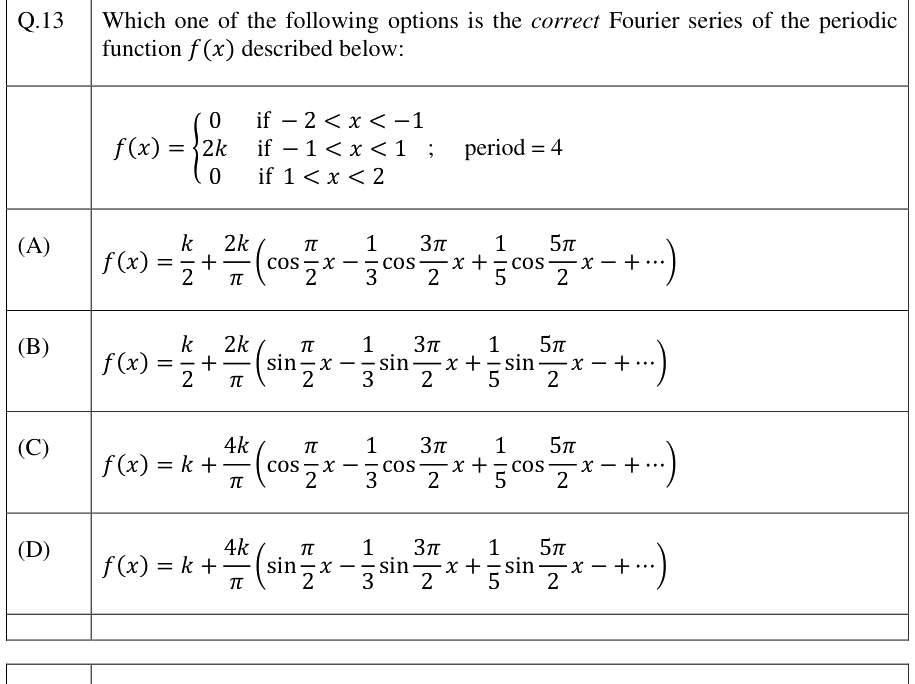 Q.13 Which one of the following options is the correct Fourier series of the periodic
function f(x) described below:
f(x) = { 0 if − 2 < x < −1
2k if − 1 < x < 1 ; period = 4
0 if 1 < x < 2
(A) f(x) = k/2 + 2k/π (cos π/2 x − 1/3 cos 3π/2 x + 1/5 cos 5π/2 x − + ⋯)
(B) f(x) = k/2 + 2k/π (sin π/2 x − 1/3 sin 3π/2 x + 1/5 sin 5π/2 x − + ⋯)
(C) f(x) = k + 4k/π (cos π/2 x − 1/3 cos 3π/2 x + 1/5 cos 5π/2 x − + ⋯)
(D) f(x) = k + 4k/π (sin π/2 x − 1/3 sin 3π/2 x + 1/5 sin 5π/2 x − + ⋯)